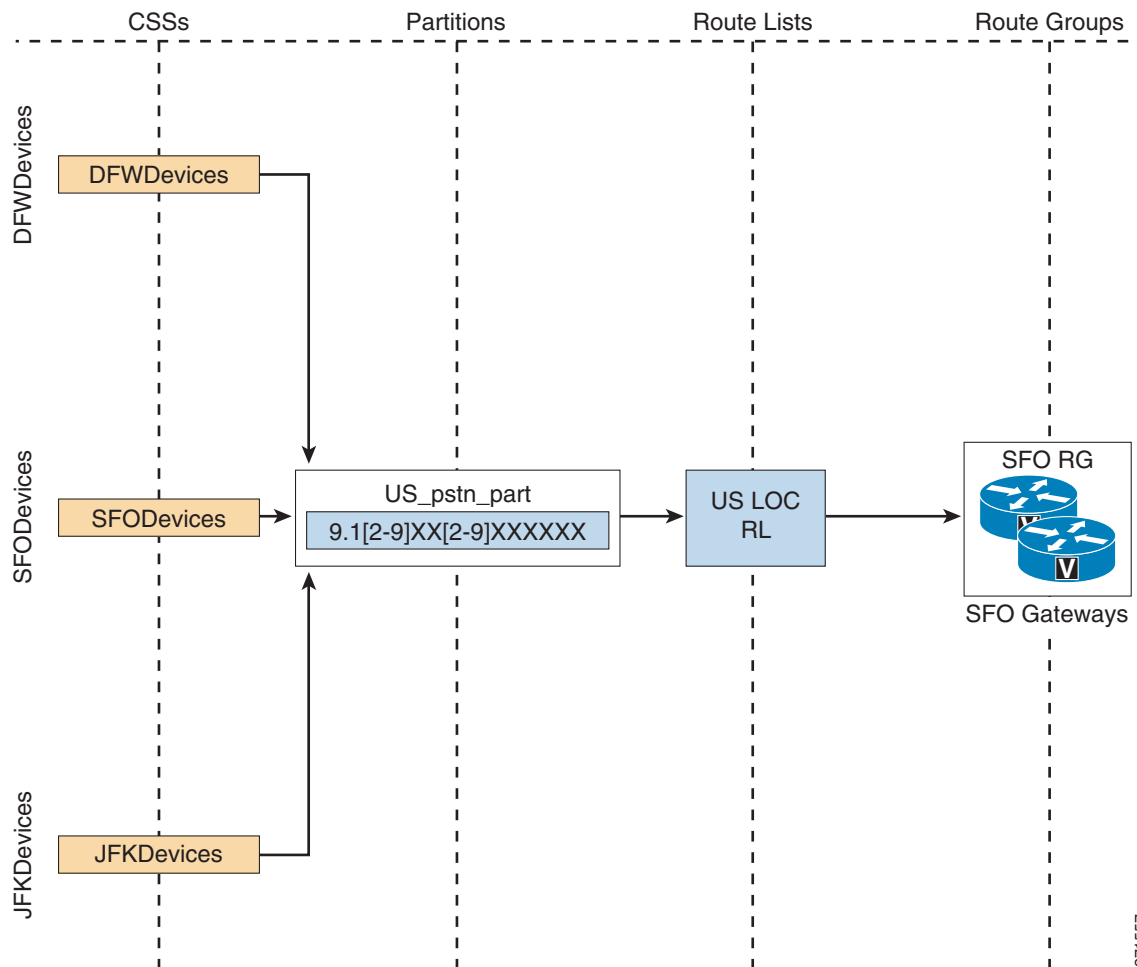 CSSs
Partitions
Route Lists
Route Groups
DFWDevices
DFWDevices
SFODevices
SFODevices
US_pstn_part
9.1[2-9]XX[2-9]XXXXXX
US LOC
RL
SFO RG
V
V
SFO Gateways
JFKDevices
JFKDevices